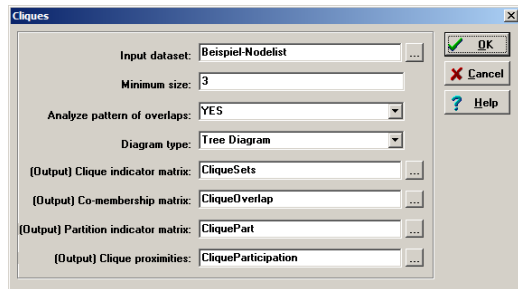 Cliques
Input dataset: Beispiel-Nodelist ...
Minimum size: 3
Analyze pattern of overlaps: YES
Diagram type: Tree Diagram
(Output) Clique indicator matrix: CliqueSets ...
(Output) Co-membership matrix: CliqueOverlap ...
(Output) Partition indicator matrix: CliquePart ...
(Output) Clique proximities: CliqueParticipation ...
OK
Cancel
Help